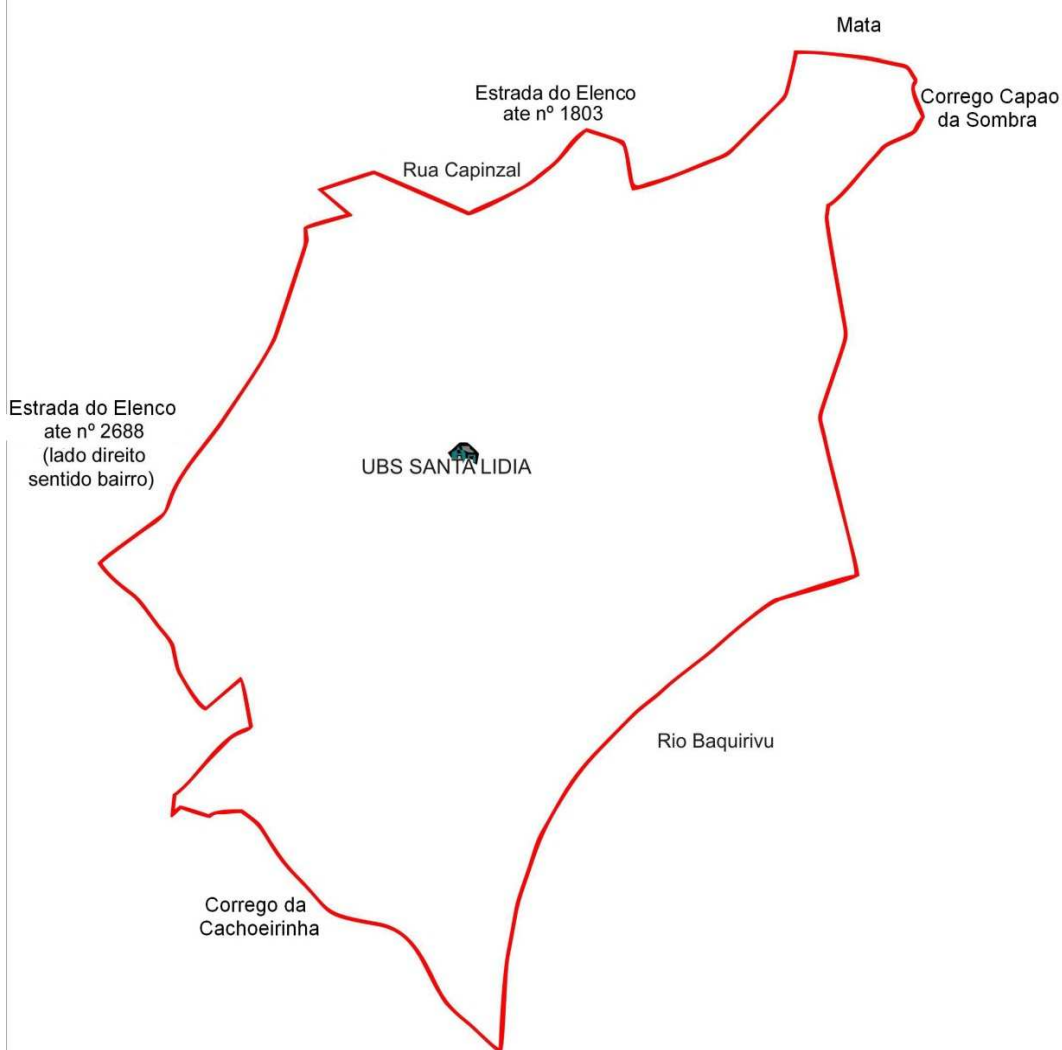 Mata
Estrada do Elenco
ate nº 1803
Corrego Capao
da Sombra
Rua Capinzal
Estrada do Elenco
ate nº 2688
(lado direito
sentido bairro)
UBS SANTA LIDIA
Rio Baquirivu
Corrego da
Cachoeirinha